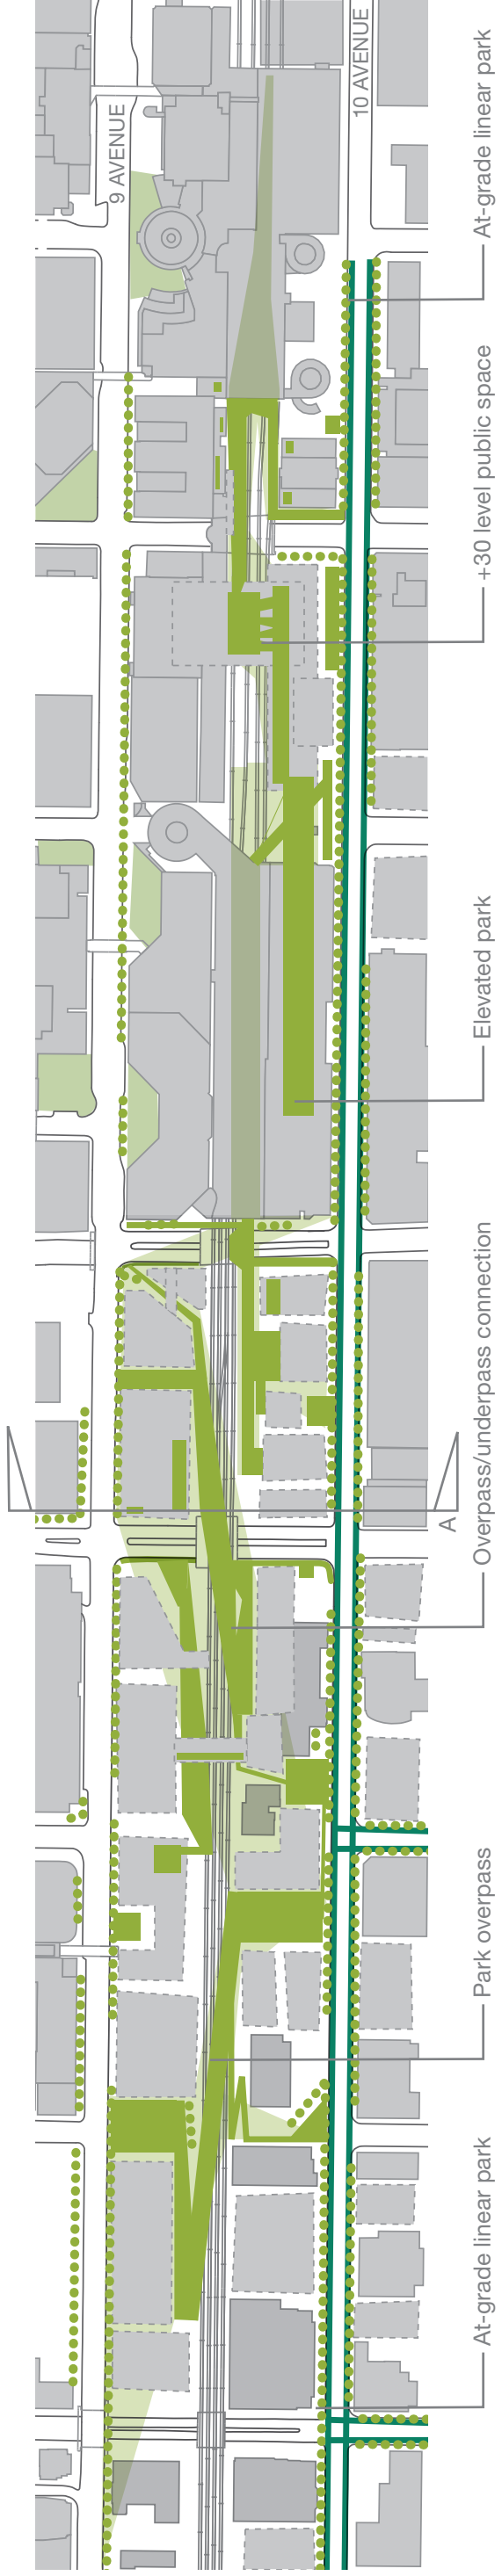 9 AVENUE
10 AVENUE
At-grade linear park
+30 level public space
Elevated park
Overpass/underpass connection
A
Park overpass
At-grade linear park